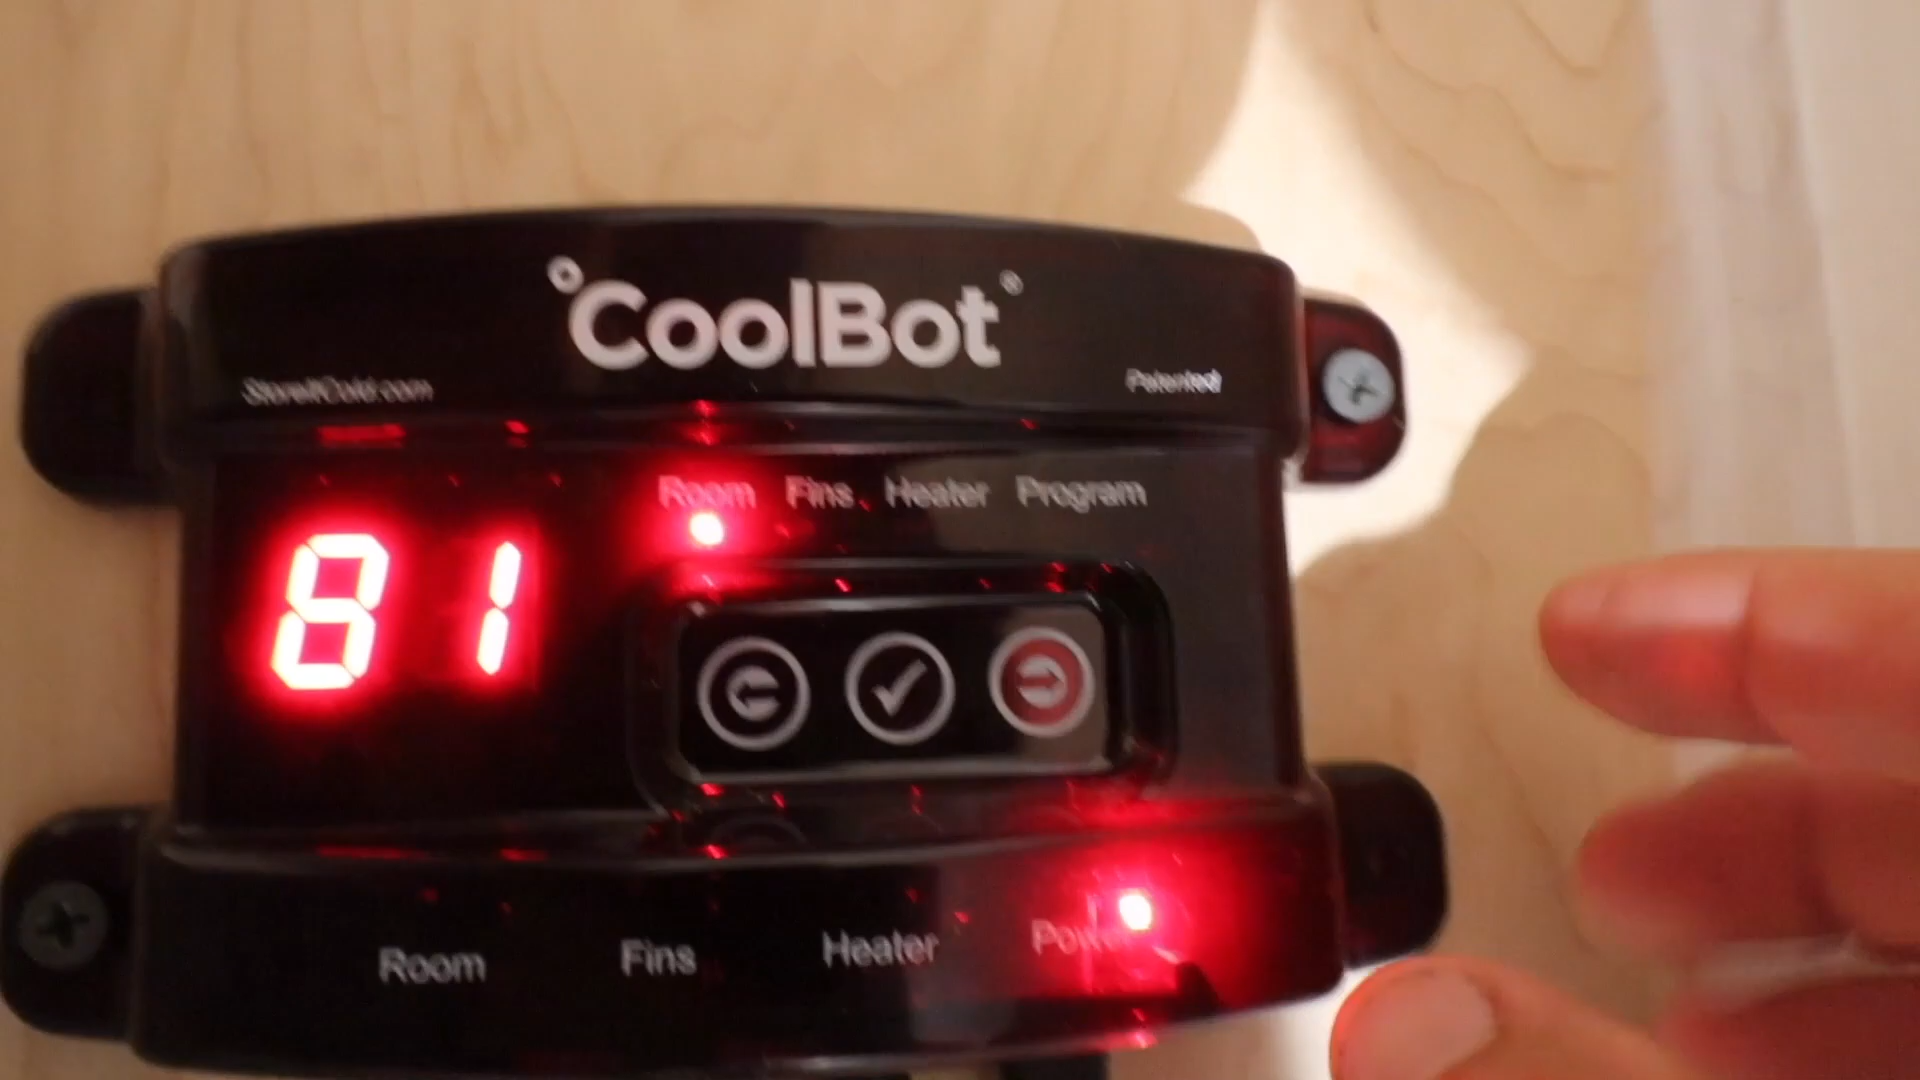 °CoolBot®
StoreItCold.com
Patented
Room Fins Heater Program
81
Room Fins Heater Power